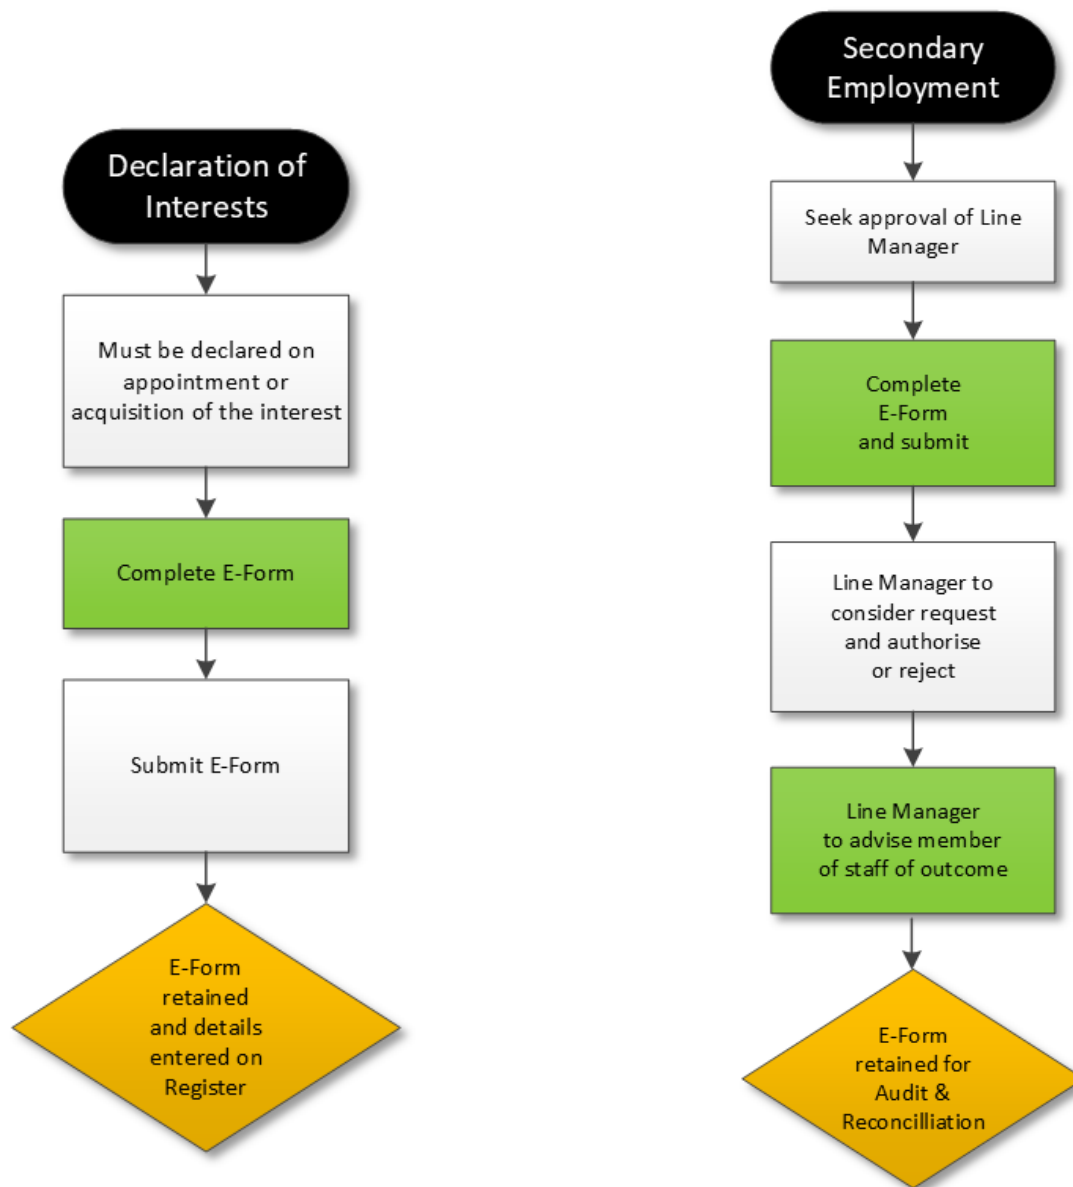 Declaration of
Interests
Must be declared on
appointment or
acquisition of the interest
Complete E-Form
Submit E-Form
E-Form
retained
and details
entered on
Register
Secondary
Employment
Seek approval of Line
Manager
Complete
E-Form
and submit
Line Manager to
consider request
and authorise
or reject
Line Manager
to advise member
of staff of outcome
E-Form
retained for
Audit &
Reconcilliation